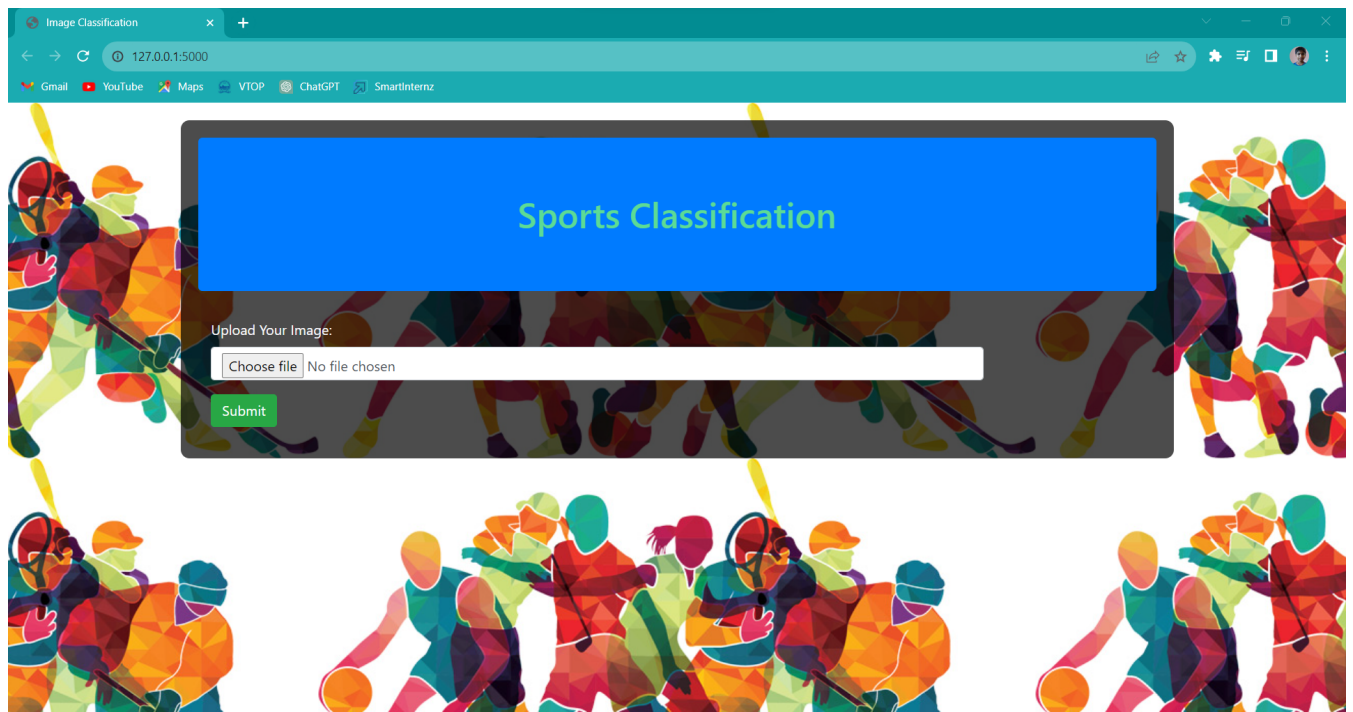 Image Classification
127.0.0.1:5000
Gmail YouTube Maps VTOP ChatGPT SmartInternz
Sports Classification
Upload Your Image:
Choose file No file chosen
Submit